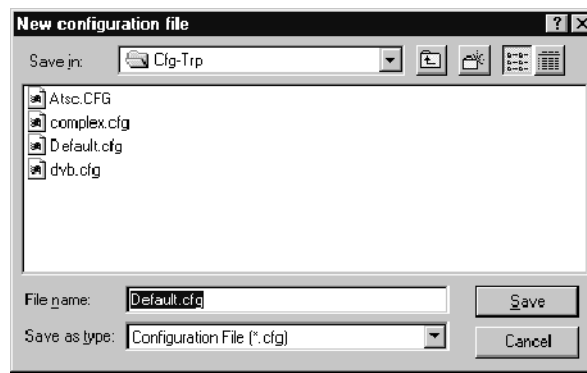 New configuration file
Save in: Cfg-Trp
Atsc.CFG
complex.cfg
Default.cfg
dvb.cfg
File name: Default.cfg Save
Save as type: Configuration File (*.cfg) Cancel